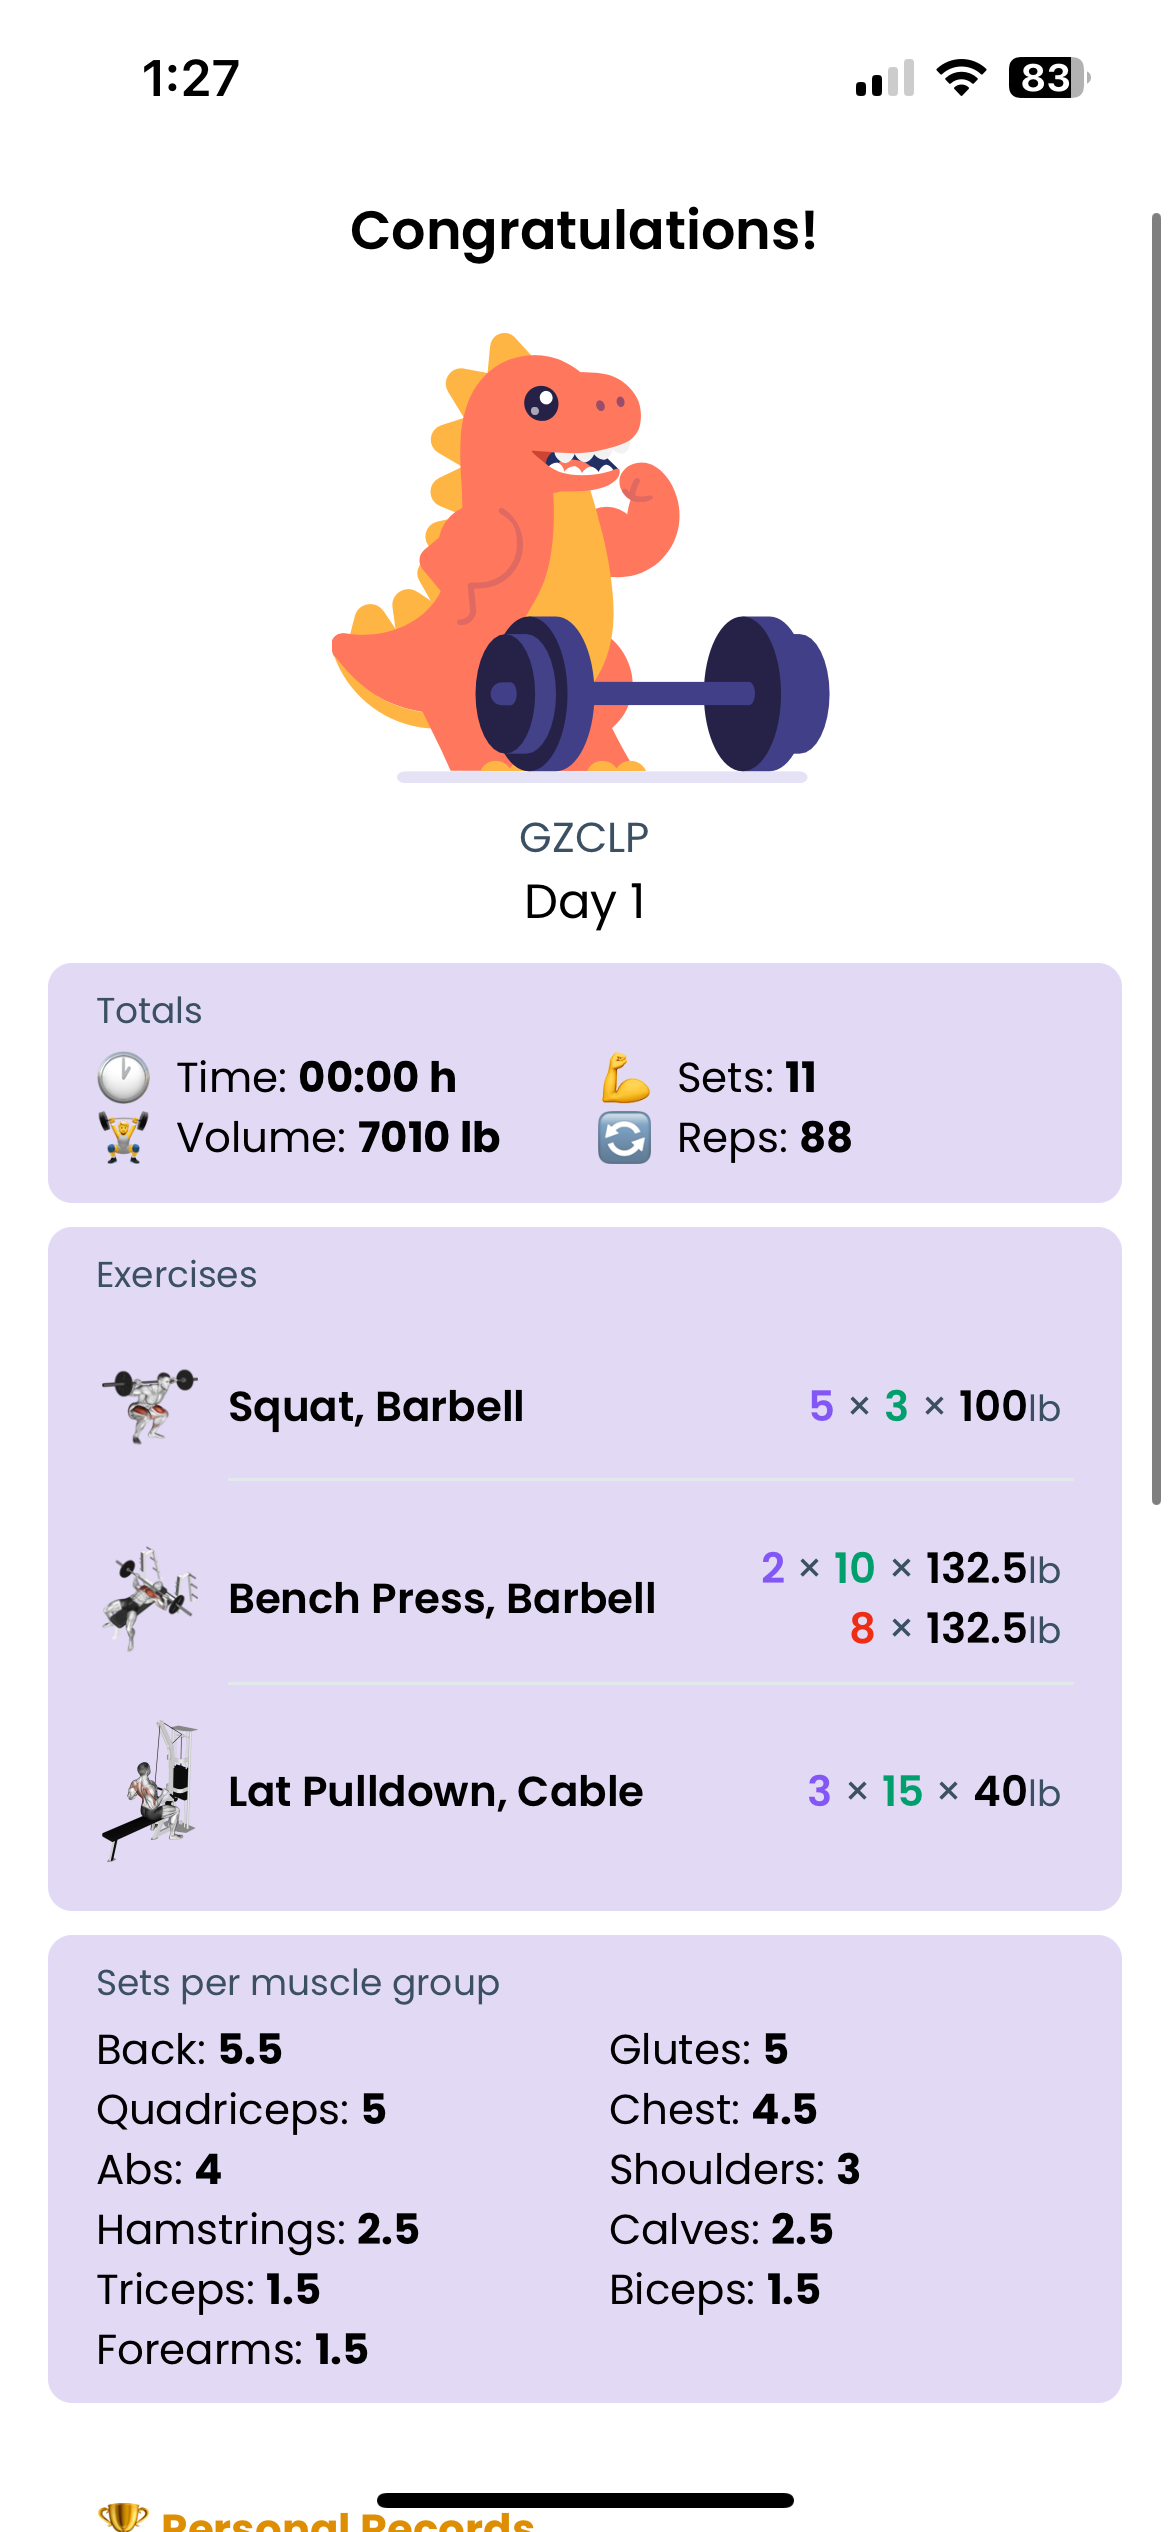 1:27
83
Congratulations!
GZCLP
Day 1
Totals
Time: 00:00 h
Sets: 11
Volume: 7010 lb
Reps: 88
Exercises
Squat, Barbell
5 × 3 × 100lb
Bench Press, Barbell
2 × 10 × 132.5lb
8 × 132.5lb
Lat Pulldown, Cable
3 × 15 × 40lb
Sets per muscle group
Back: 5.5
Glutes: 5
Quadriceps: 5
Chest: 4.5
Abs: 4
Shoulders: 3
Hamstrings: 2.5
Calves: 2.5
Triceps: 1.5
Biceps: 1.5
Forearms: 1.5
Personal Records